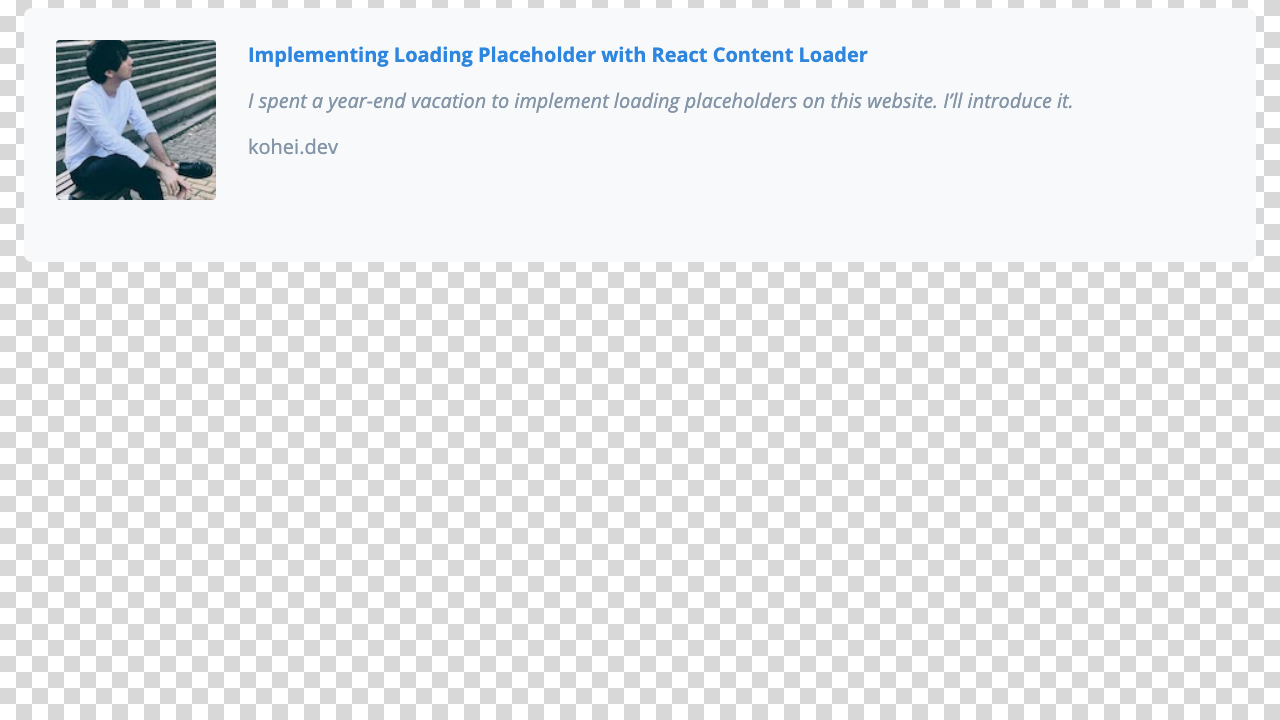 Implementing Loading Placeholder with React Content Loader
I spent a year-end vacation to implement loading placeholders on this website. I’ll introduce it.
kohei.dev